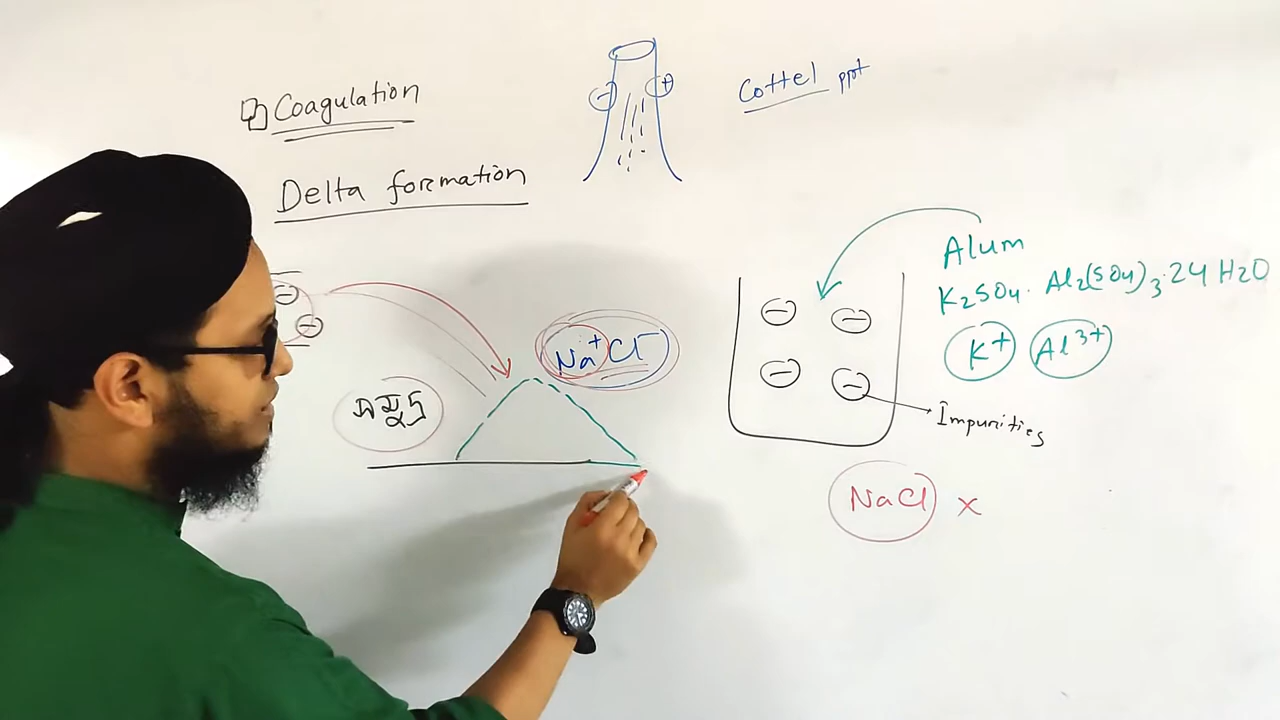 Coagulation
Cottel ppt
Delta formation
Alum
K₂SO₄. Al₂(SO₄)₃.24 H₂O
K⁺ Al³⁺
Na⁺Cl⁻
সমুদ্র
Impurities
NaCl x